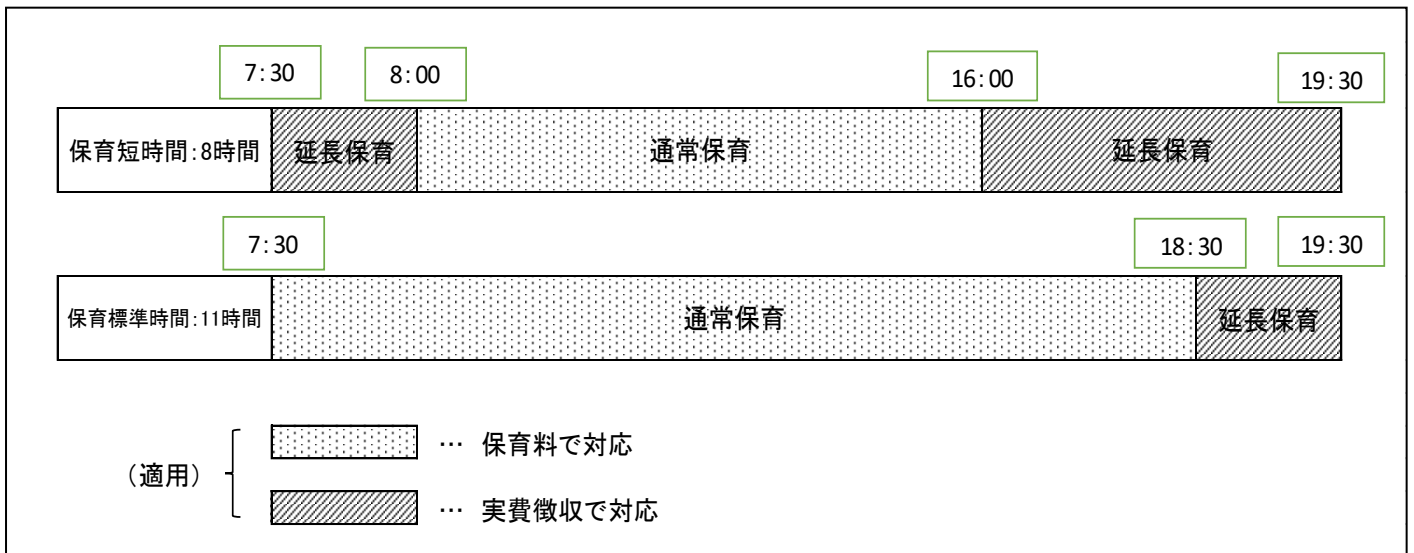 7:30 8:00 16:00 19:30
保育短時間:8時間 延長保育 通常保育 延長保育
7:30 18:30 19:30
保育標準時間:11時間 通常保育 延長保育
… 保育料で対応
(適用)
… 実費徴収で対応